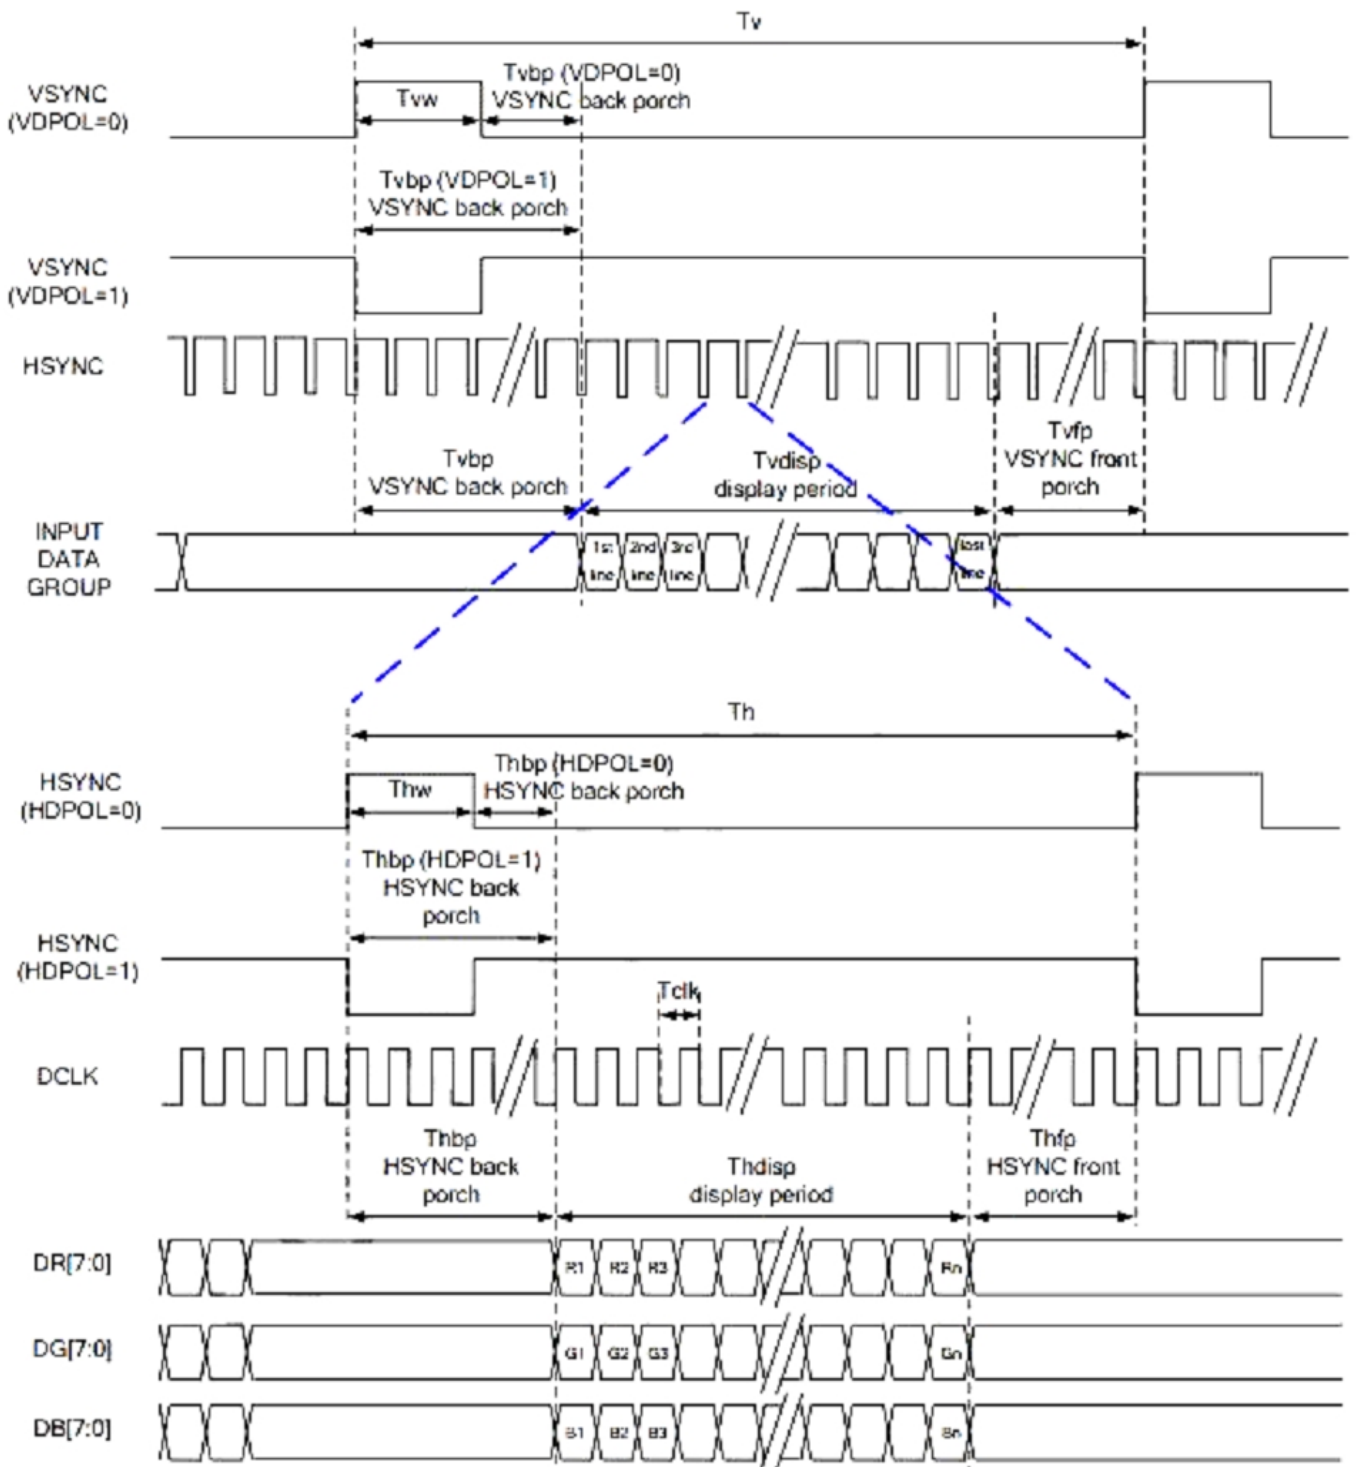 Tv
Tvbp (VDPOL=0)
VSYNC back porch
VSYNC
(VDPOL=0)
Tvw
Tvbp (VDPOL=1)
VSYNC back porch
VSYNC
(VDPOL=1)
HSYNC
Tvbp
VSYNC back porch
Tvdisp
display period
Tvfp
VSYNC front
porch
INPUT
DATA
GROUP
1st
line
2nd
line
3rd
line
last
line
Th
Thbp (HDPOL=0)
HSYNC back porch
HSYNC
(HDPOL=0)
Thw
Thbp (HDPOL=1)
HSYNC back
porch
HSYNC
(HDPOL=1)
Tclk
DCLK
Thbp
HSYNC back
porch
Thdisp
display period
Thfp
HSYNC front
porch
DR[7:0]
R1 R2 R3 Rn
DG[7:0]
G1 G2 G3 Gn
DB[7:0]
B1 B2 B3 Bn